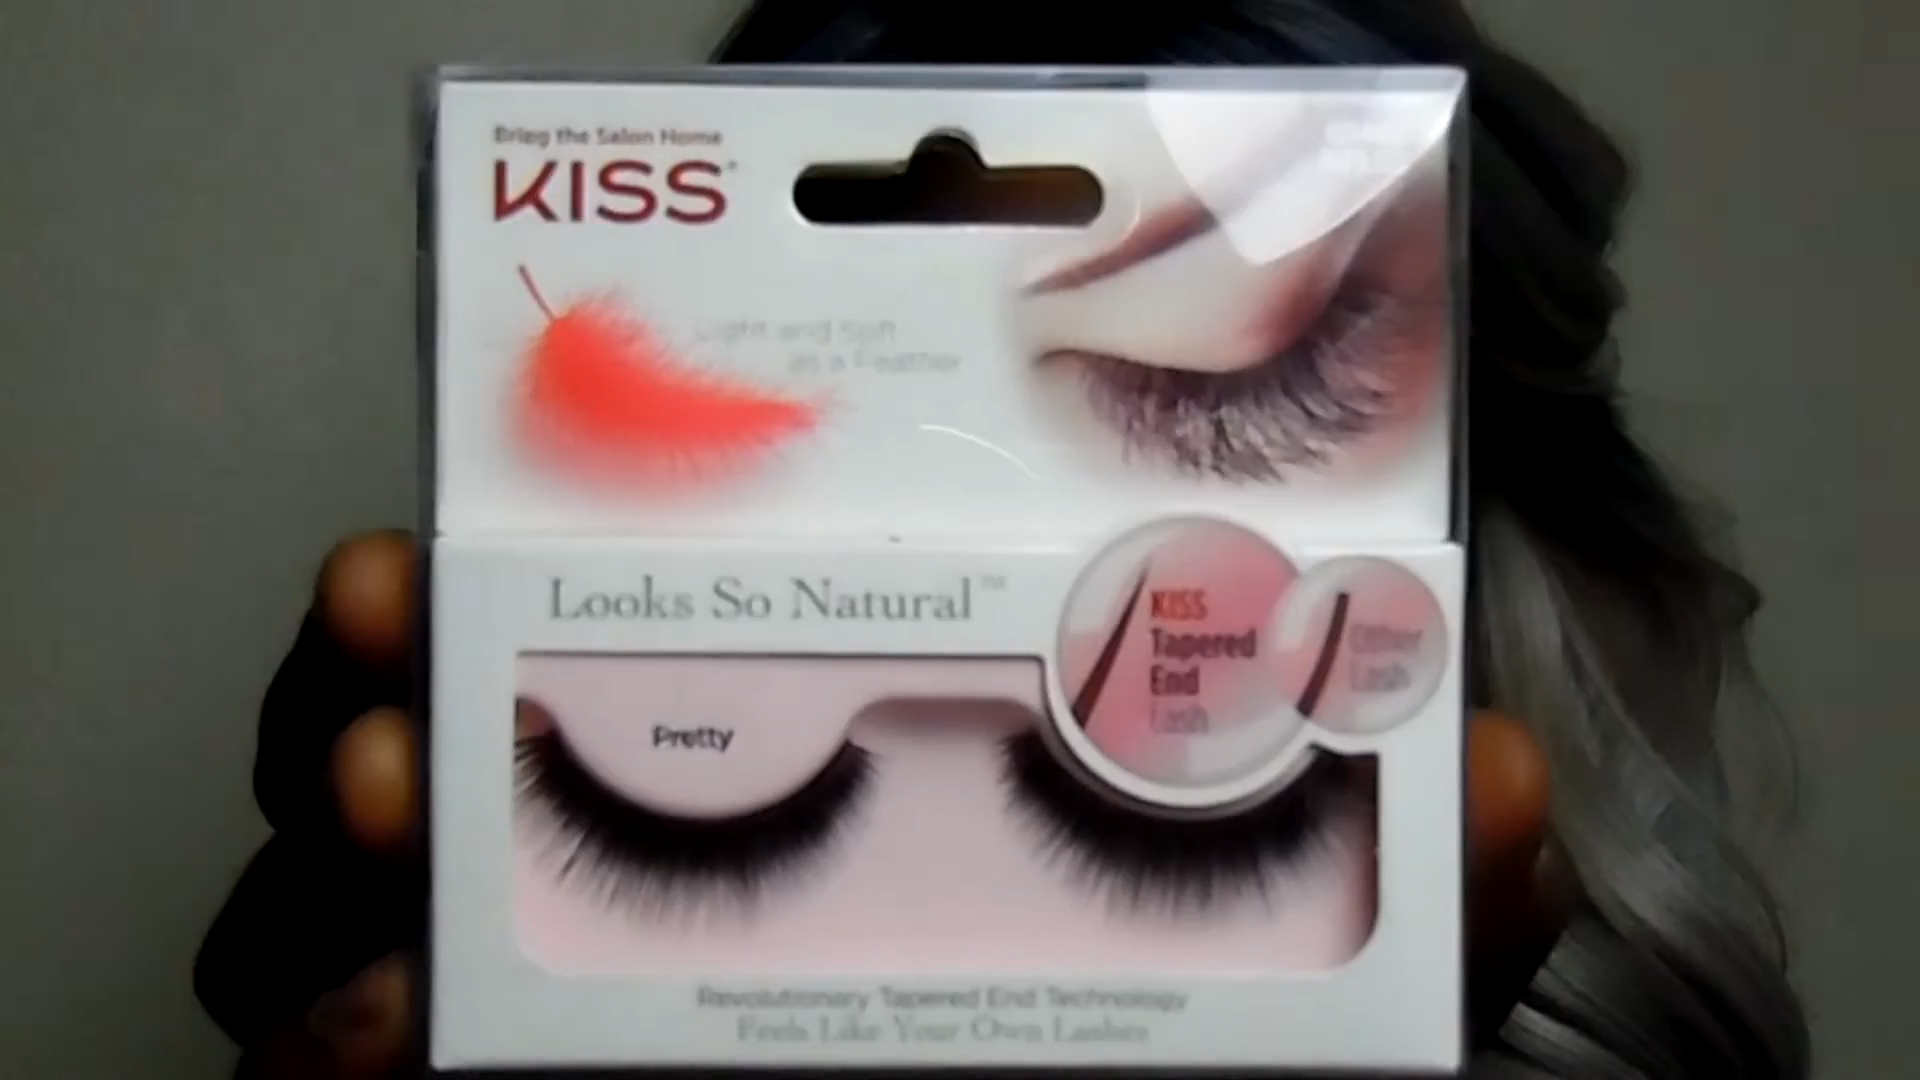 Bring the Salon Home
KISS
Light and Soft
as a Feather
Looks So Natural™
KISS
Tapered
End
Lash
Other
Lash
Pretty
Revolutionary Tapered End Technology
Feels Like Your Own Lashes